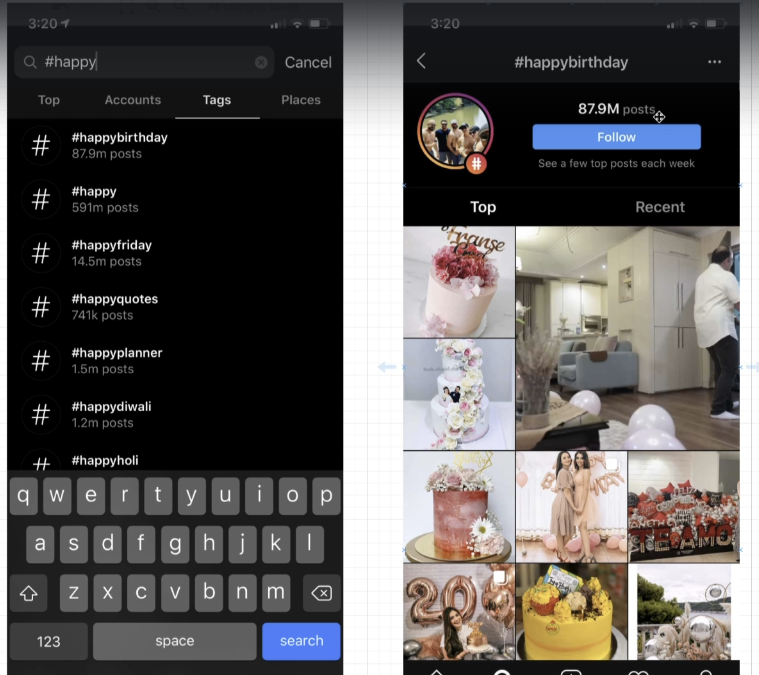 3:20
#happy
Cancel
Top
Accounts
Tags
Places
#happybirthday
87.9m posts
#happy
591m posts
#happyfriday
14.5m posts
#happyquotes
741k posts
#happyplanner
1.5m posts
#happydiwali
1.2m posts
#happyholi
q w e r t y u i o p
a s d f g h j k l
z x c v b n m
123
space
search
3:20
#happybirthday
87.9M posts
Follow
See a few top posts each week
Top
Recent
TE AMO